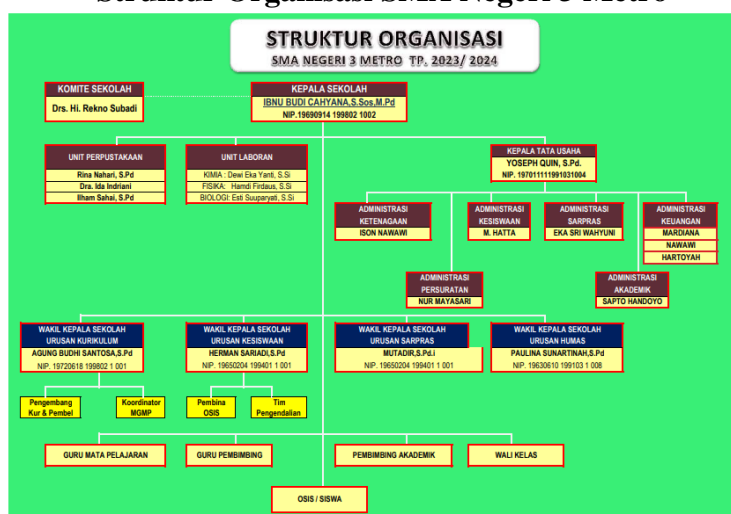 Struktur Organisasi SMA Negeri 3 Metro
STRUKTUR ORGANISASI
SMA NEGERI 3 METRO TP. 2023/ 2024
KOMITE SEKOLAH
Drs. Hi. Rekno Subadi
KEPALA SEKOLAH
IBNU BUDI CAHYANA,S.Sos,M.Pd
NIP.19690914 199802 1002
UNIT PERPUSTAKAAN
Rina Nahari, S.Pd
Dra. Ida Indriani
Ilham Sahai, S.Pd
UNIT LABORAN
KIMIA : Dewi Eka Yanti, S.Si
FISIKA: Hamdi Firdaus, S.Si
BIOLOGI: Esti Suuparyati, S.Si
KEPALA TATA USAHA
YOSEPH QUIN, S.Pd.
NIP. 197011111991031004
ADMINISTRASI
KETENAGAAN
ISON NAWAWI
ADMINISTRASI
KESISWAAN
M. HATTA
ADMINISTRASI
SARPRAS
EKA SRI WAHYUNI
ADMINISTRASI
KEUANGAN
MARDIANA
NAWAWI
HARTOYAH
ADMINISTRASI
PERSURATAN
NUR MAYASARI
ADMINISTRASI
AKADEMIK
SAPTO HANDOYO
WAKIL KEPALA SEKOLAH
URUSAN KURIKULUM
AGUNG BUDHI SANTOSA,S.Pd
NIP. 19720618 199802 1 001
WAKIL KEPALA SEKOLAH
URUSAN KESISWAAN
HERMAN SARIADI,S.Pd
NIP. 19650204 199401 1 001
WAKIL KEPALA SEKOLAH
URUSAN SARPRAS
MUTADIR,S.Pd.i
NIP. 19650204 199401 1 001
WAKIL KEPALA SEKOLAH
URUSAN HUMAS
PAULINA SUNARTINAH,S.Pd
NIP. 19630610 199103 1 008
Pengembang
Kur & Pembel
Koordinator
MGMP
Pembina
OSIS
Tim
Pengendalian
GURU MATA PELAJARAN
GURU PEMBIMBING
PEMBIMBING AKADEMIK
WALI KELAS
OSIS / SISWA